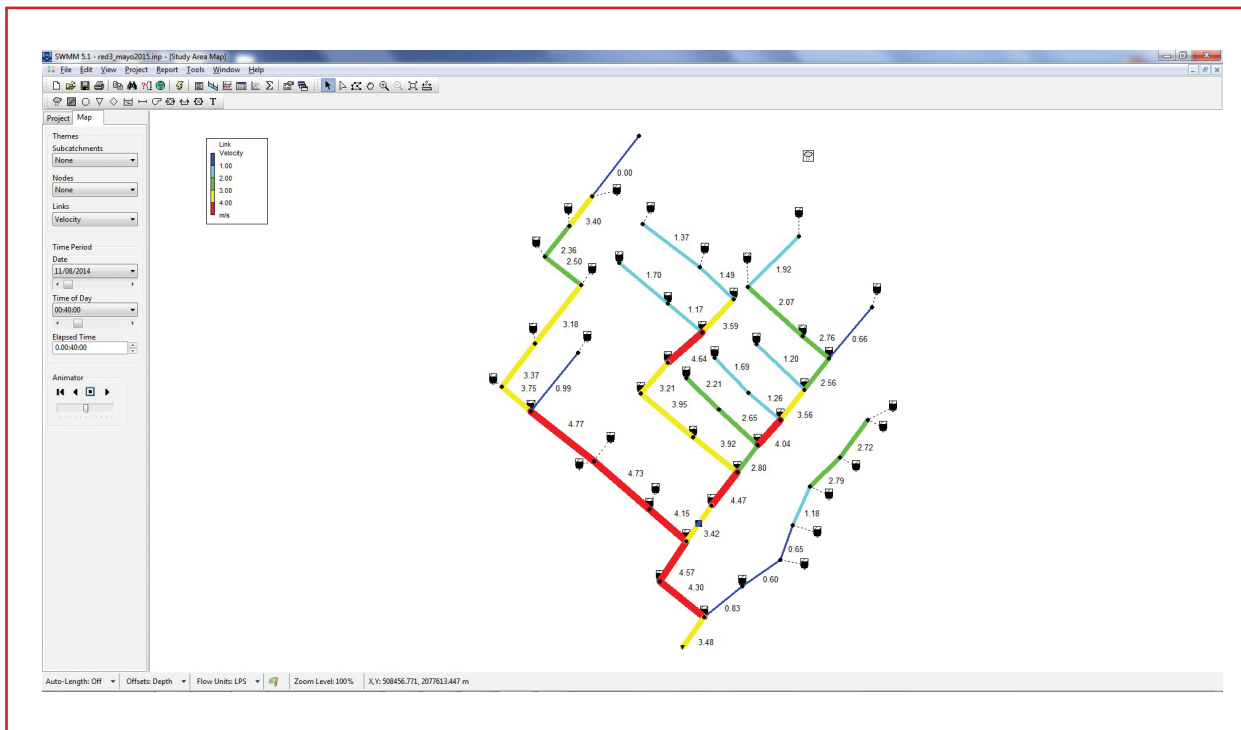 SWMM 5.1 - red3_mayo2015.inp - [Study Area Map]
File Edit View Project Report Tools Window Help
Project Map
Themes
Subcatchments
None
Nodes
None
Links
Velocity
Time Period
Date
11/08/2014
Time of Day
00:40:00
Elapsed Time
0.00:40:00
Animator
Link
Velocity
1.00
2.00
3.00
4.00
m/s
0.00
3.40
2.36
2.50
1.37
1.49
1.92
1.70
1.17
2.07
3.18
3.59
2.76
0.66
4.64
1.20
3.37
3.75
0.99
3.21
1.69
2.21
2.56
3.95
1.26
3.56
4.77
2.65
3.92
4.04
2.72
4.73
2.80
2.79
4.47
4.15
1.18
3.42
0.65
4.57
4.30
0.60
0.83
3.48
Auto-Length: Off Offsets: Depth Flow Units: LPS Zoom Level: 100% X,Y: 508456.771, 2077613.447 m